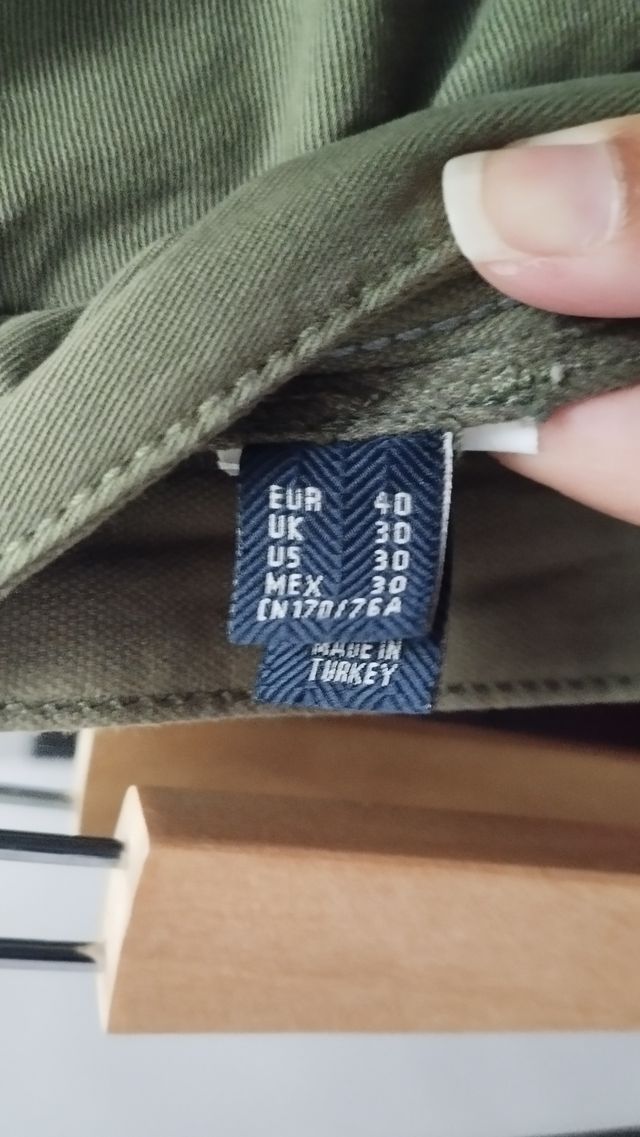 EUR 40
UK 30
US 30
MEX 30
CN 170/76A
MADE IN
TURKEY